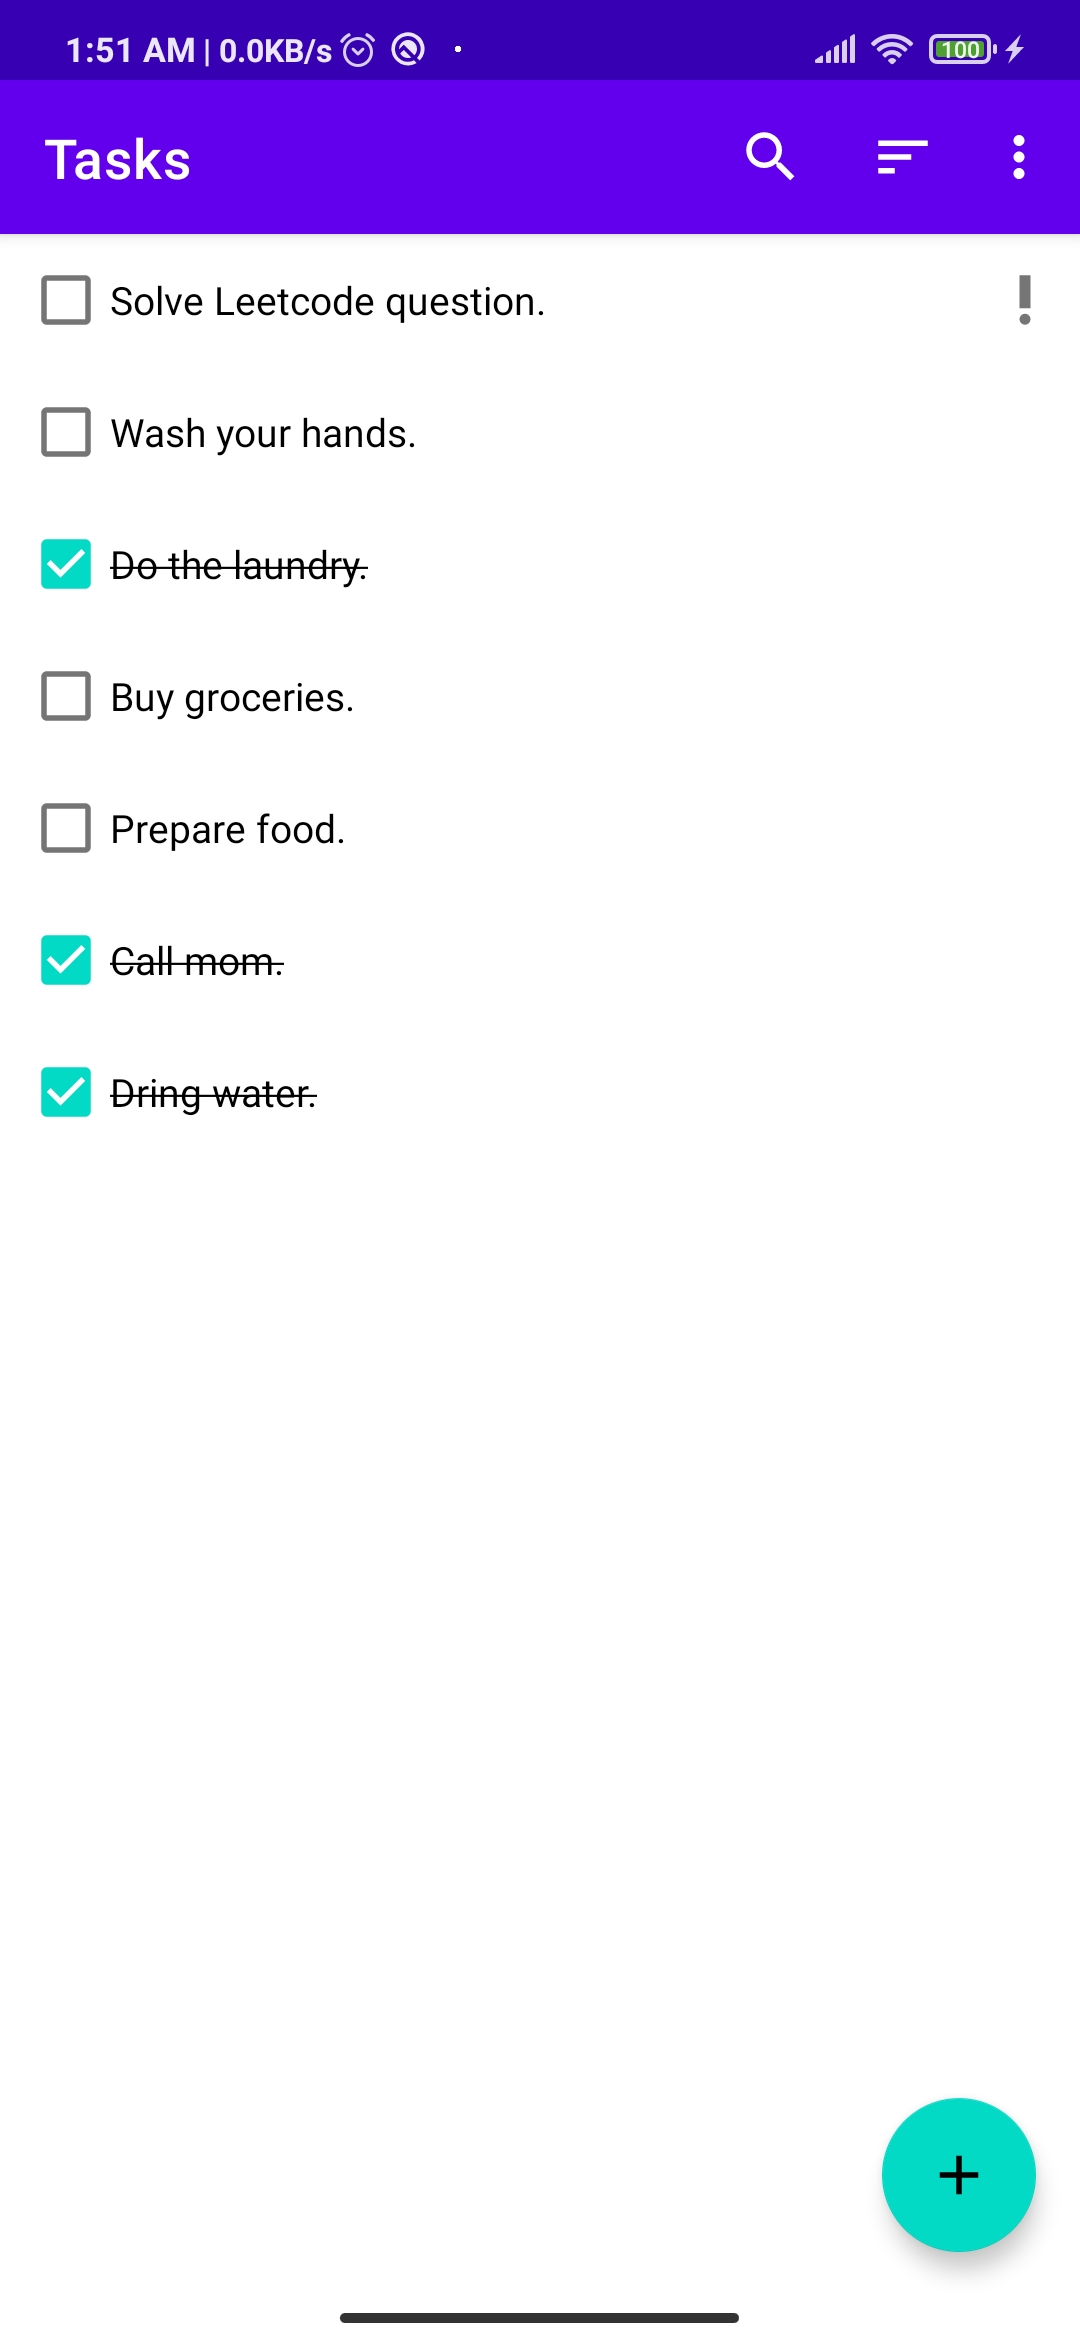 1:51 AM | 0.0KB/s
100
Tasks
Solve Leetcode question.
Wash your hands.
Do the laundry.
Buy groceries.
Prepare food.
Call mom.
Dring water.